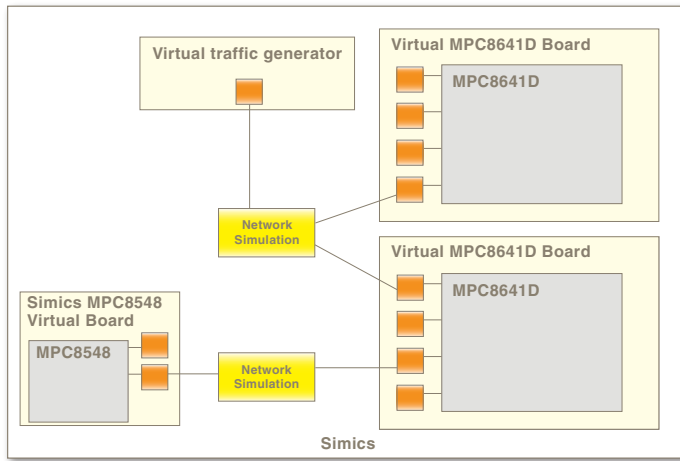 Virtual traffic generator
Virtual MPC8641D Board
MPC8641D
Network
Simulation
Virtual MPC8641D Board
MPC8641D
Simics MPC8548
Virtual Board
MPC8548
Network
Simulation
Simics